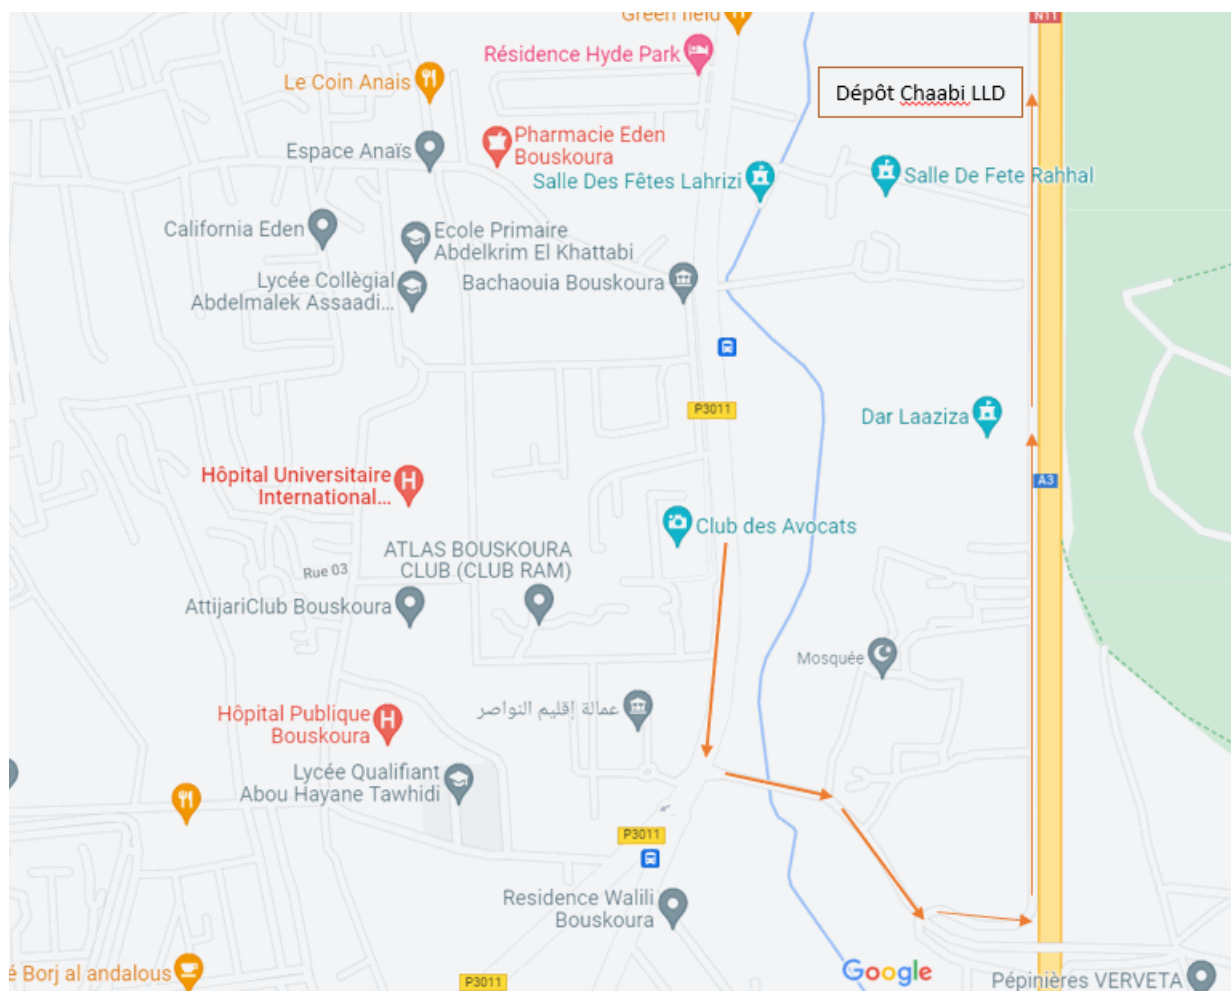 Green field
N11
Résidence Hyde Park
Le Coin Anais
Dépôt Chaabi LLD
Pharmacie Eden
Bouskoura
Espace Anaïs
Salle Des Fêtes Lahrizi
Salle De Fete Rahhal
California Eden
Ecole Primaire
Abdelkrim El Khattabi
Lycée Collègial
Abdelmalek Assaadi...
Bachaouia Bouskoura
P3011
Dar Laaziza
Hôpital Universitaire
International...
A3
Club des Avocats
ATLAS BOUSKOURA
CLUB (CLUB RAM)
Rue 03
AttijariClub Bouskoura
Mosquée
عمالة إقليم النواصر
Hôpital Publique
Bouskoura
Lycée Qualifiant
Abou Hayane Tawhidi
P3011
Residence Walili
Bouskoura
é Borj al andalous
P3011
Google
Pépinières VERVETA